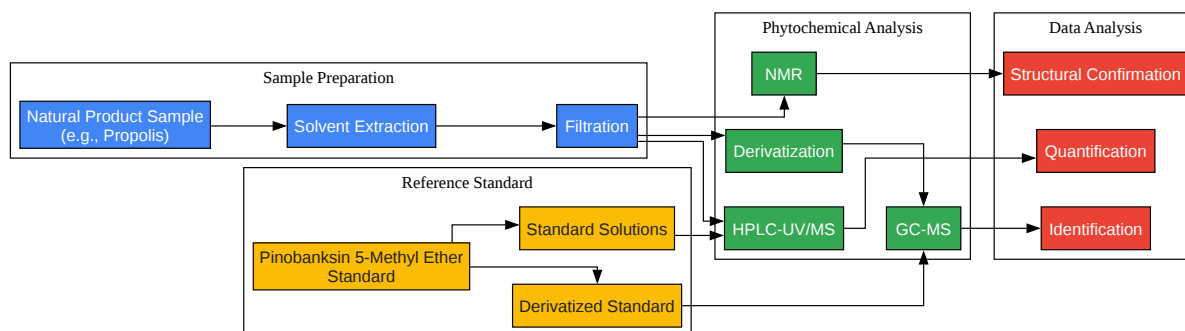 Sample Preparation
Natural Product Sample
(e.g., Propolis)
Solvent Extraction
Filtration
Reference Standard
Pinobanksin 5-Methyl Ether
Standard
Standard Solutions
Derivatized Standard
Phytochemical Analysis
NMR
Derivatization
HPLC-UV/MS
GC-MS
Data Analysis
Structural Confirmation
Quantification
Identification